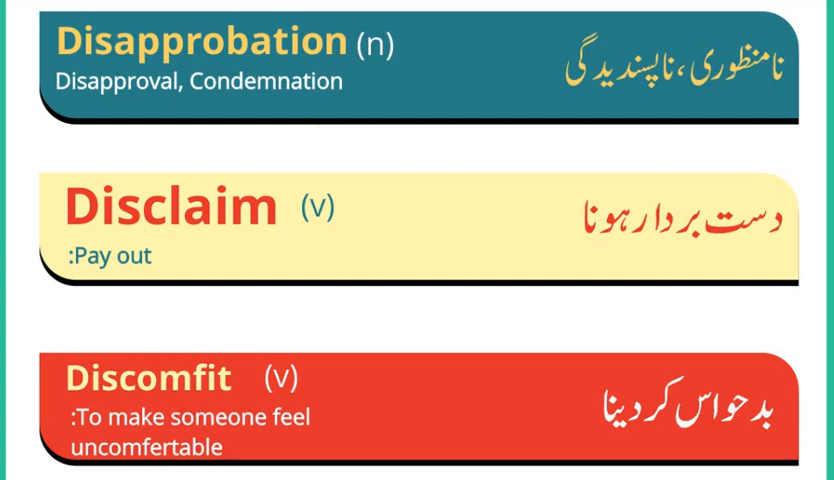 Disapprobation (n)
نامنظوری، ناپسندیدگی
Disapproval, Condemnation
Disclaim (v)
دست بردار ہونا
:Pay out
Discomfit (v)
بدحواس کردینا
:To make someone feel
uncomfertable